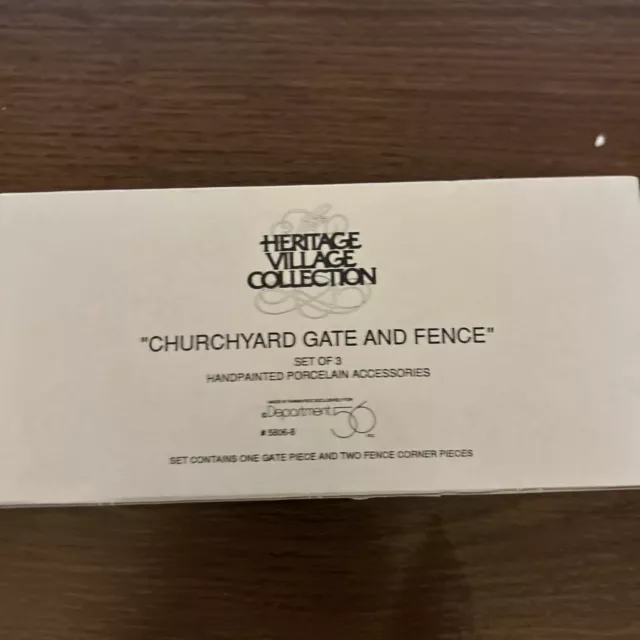 HERITAGE
VILLAGE
COLLECTION
"CHURCHYARD GATE AND FENCE"
SET OF 3
HANDPAINTED PORCELAIN ACCESSORIES
Department 56
# 5806-8
SET CONTAINS ONE GATE PIECE AND TWO FENCE CORNER PIECES